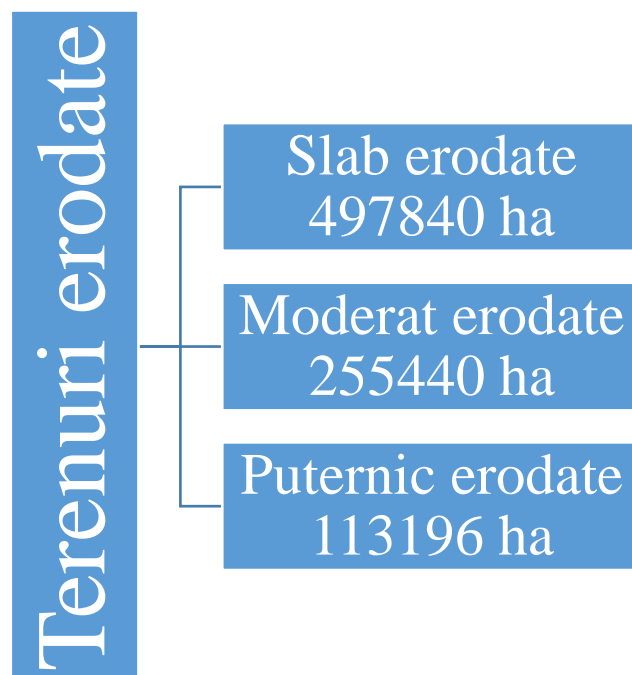 Terenuri erodate
Slab erodate
497840 ha
Moderat erodate
255440 ha
Puternic erodate
113196 ha